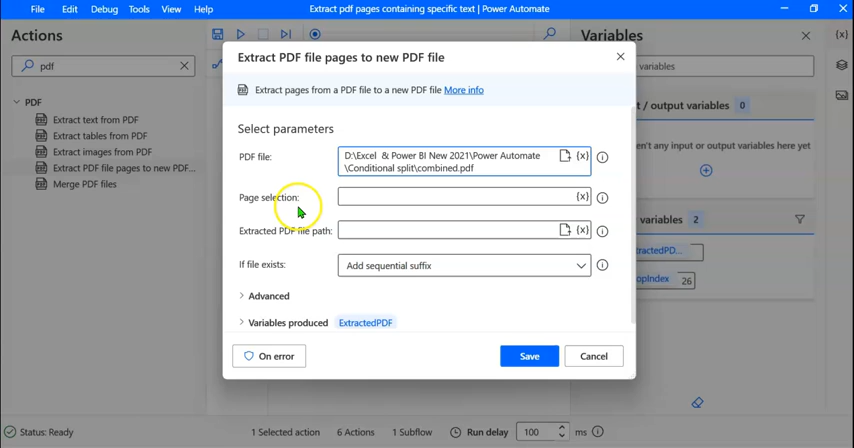 File Edit Debug Tools View Help
Extract pdf pages containing specific text | Power Automate
Actions
pdf
PDF
Extract text from PDF
Extract tables from PDF
Extract images from PDF
Extract PDF file pages to new PDF...
Merge PDF files
Extract PDF file pages to new PDF file
Extract pages from a PDF file to a new PDF file More info
Select parameters
PDF file:
D:\Excel & Power BI New 2021\Power Automate
\Conditional split\combined.pdf
{x}
Page selection:
{x}
Extracted PDF file path:
{x}
If file exists:
Add sequential suffix
Advanced
Variables produced ExtractedPDF
On error
Save
Cancel
Variables
{x}
variables
t / output variables 0
n't any input or output variables here yet
variables 2
tractedPD...
opIndex 26
Status: Ready
1 Selected action
6 Actions
1 Subflow
Run delay 100 ms